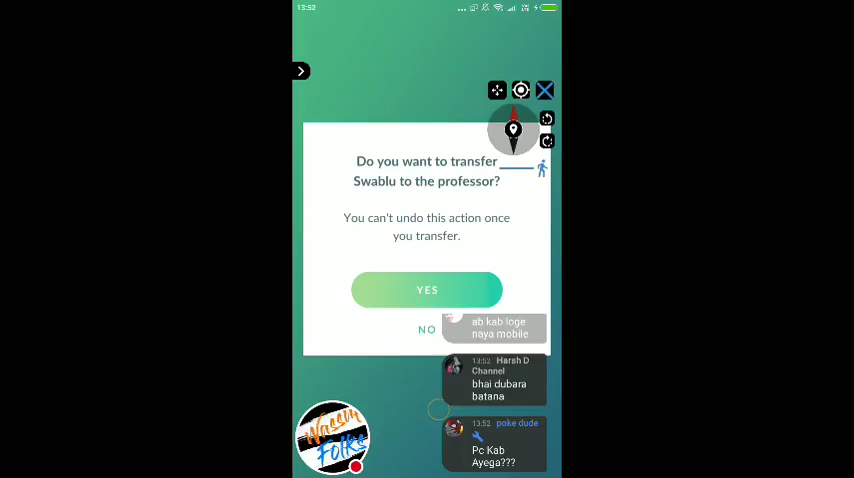 13:52
Do you want to transfer
Swablu to the professor?
You can't undo this action once
you transfer.
YES
NO
ab kab loge
naya mobile
13:52 Harsh D
Channel
bhai dubara
batana
13:52 poke dude
Pc Kab
Ayega???
Wassup
Folks